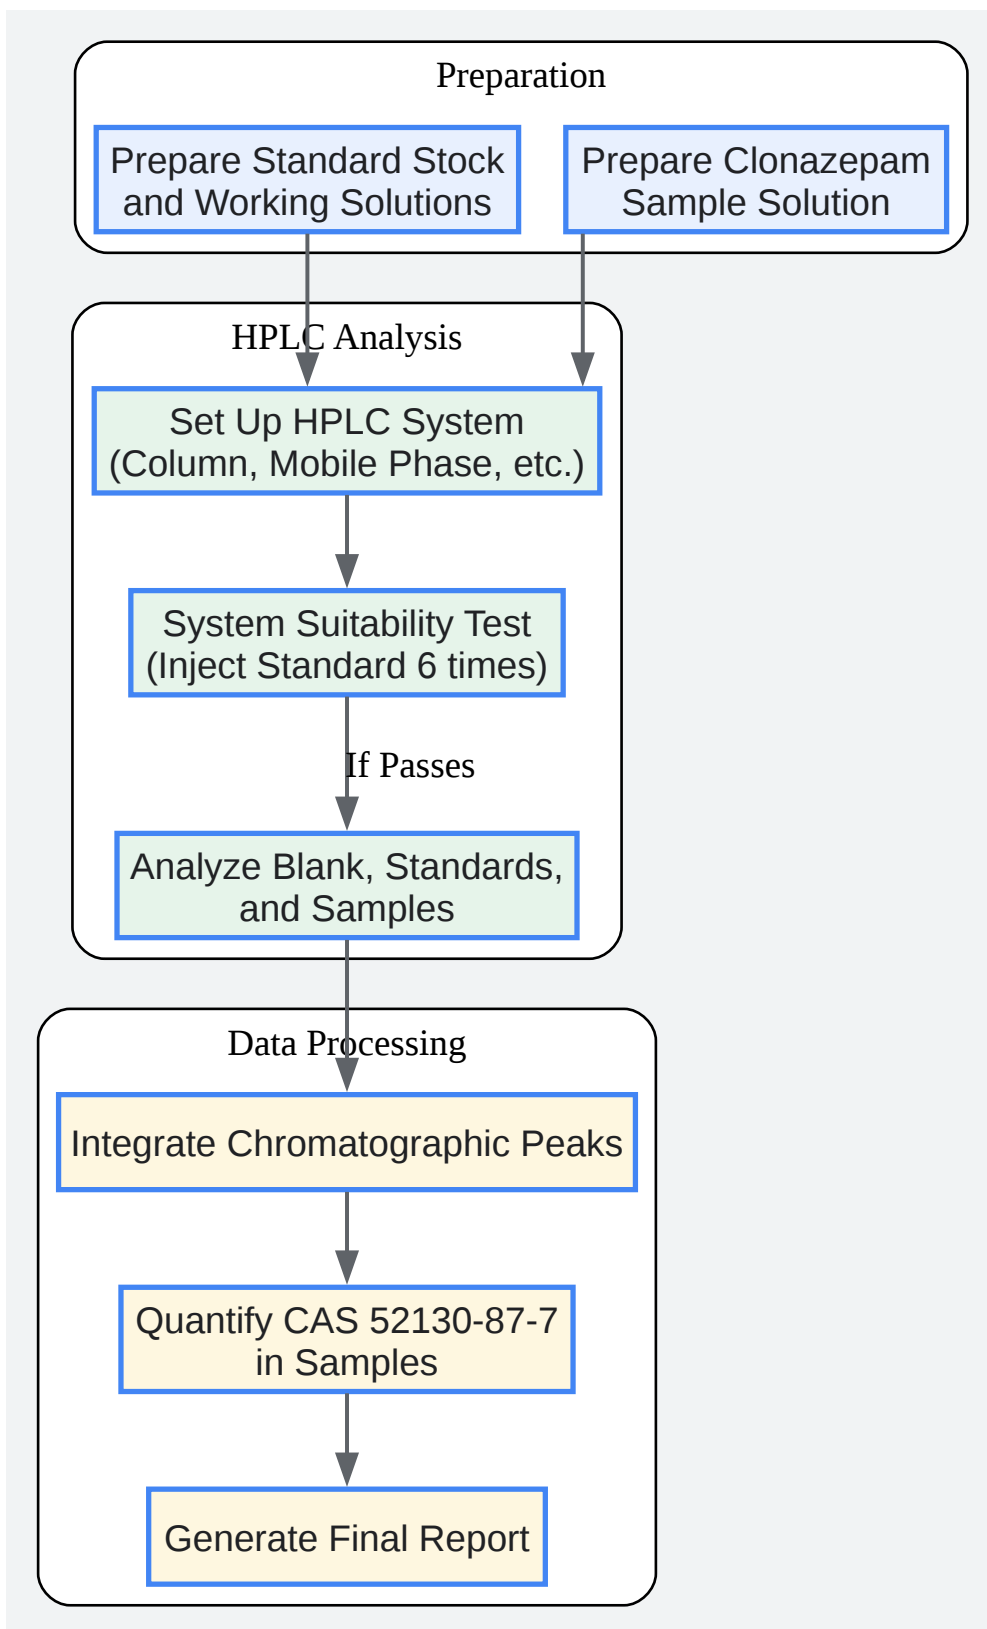 Preparation
Prepare Standard Stock
and Working Solutions
Prepare Clonazepam
Sample Solution
HPLC Analysis
Set Up HPLC System
(Column, Mobile Phase, etc.)
System Suitability Test
(Inject Standard 6 times)
If Passes
Analyze Blank, Standards,
and Samples
Data Processing
Integrate Chromatographic Peaks
Quantify CAS 52130-87-7
in Samples
Generate Final Report